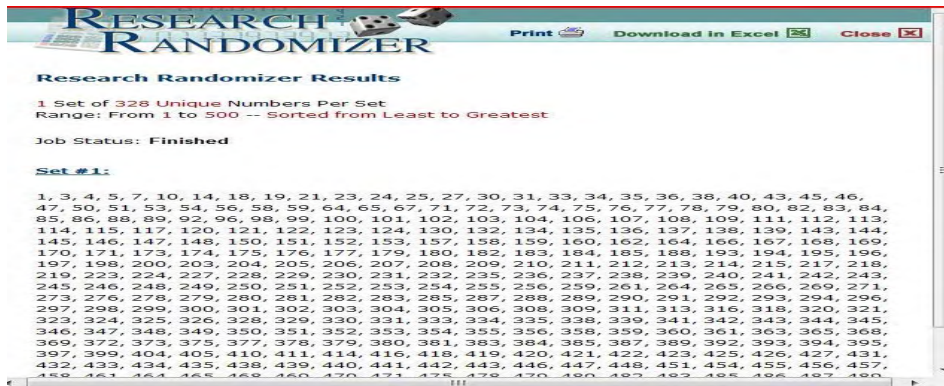 RESEARCH
RANDOMIZER
Print Download in Excel Close
Research Randomizer Results
1 Set of 328 Unique Numbers Per Set
Range: From 1 to 500 -- Sorted from Least to Greatest
Job Status: Finished
Set #1:
1, 3, 4, 5, 7, 10, 14, 18, 19, 21, 23, 24, 25, 27, 30, 31, 33, 34, 35, 36, 38, 40, 43, 45, 46,
47, 50, 51, 53, 54, 56, 58, 59, 64, 65, 67, 71, 72, 73, 74, 75, 76, 77, 78, 79, 80, 82, 83, 84,
85, 86, 88, 89, 92, 96, 98, 99, 100, 101, 102, 103, 104, 106, 107, 108, 109, 111, 112, 113,
114, 115, 117, 120, 121, 122, 123, 124, 130, 132, 134, 135, 136, 137, 138, 139, 143, 144,
145, 146, 147, 148, 150, 151, 152, 153, 157, 158, 159, 160, 162, 164, 166, 167, 168, 169,
170, 171, 173, 174, 175, 176, 177, 179, 180, 182, 183, 184, 185, 188, 193, 194, 195, 196,
197, 198, 200, 203, 204, 205, 206, 207, 208, 209, 210, 211, 212, 213, 214, 215, 217, 218,
219, 223, 224, 227, 228, 229, 230, 231, 232, 235, 236, 237, 238, 239, 240, 241, 242, 243,
245, 246, 248, 249, 250, 251, 252, 253, 254, 255, 256, 259, 261, 264, 265, 266, 269, 271,
273, 276, 278, 279, 280, 281, 282, 283, 285, 287, 288, 289, 290, 291, 292, 293, 294, 296,
297, 298, 299, 300, 301, 302, 303, 304, 305, 306, 308, 309, 311, 313, 316, 318, 320, 321,
323, 324, 325, 326, 328, 329, 330, 331, 333, 334, 335, 338, 339, 341, 342, 343, 344, 345,
346, 347, 348, 349, 350, 351, 352, 353, 354, 355, 356, 358, 359, 360, 361, 363, 365, 368,
369, 372, 373, 375, 377, 378, 379, 380, 381, 383, 384, 385, 387, 389, 392, 393, 394, 395,
397, 399, 404, 405, 410, 411, 414, 416, 418, 419, 420, 421, 422, 423, 425, 426, 427, 431,
432, 433, 434, 435, 438, 439, 440, 441, 442, 443, 446, 447, 448, 451, 454, 455, 456, 457,